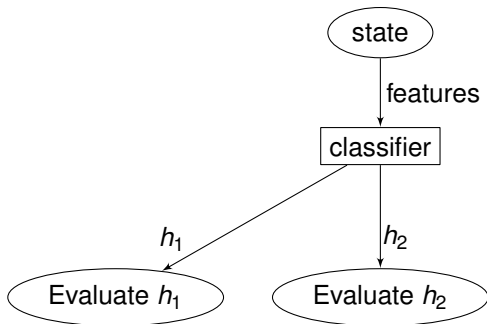 state
features
classifier
h₁
h₂
Evaluate h₁
Evaluate h₂